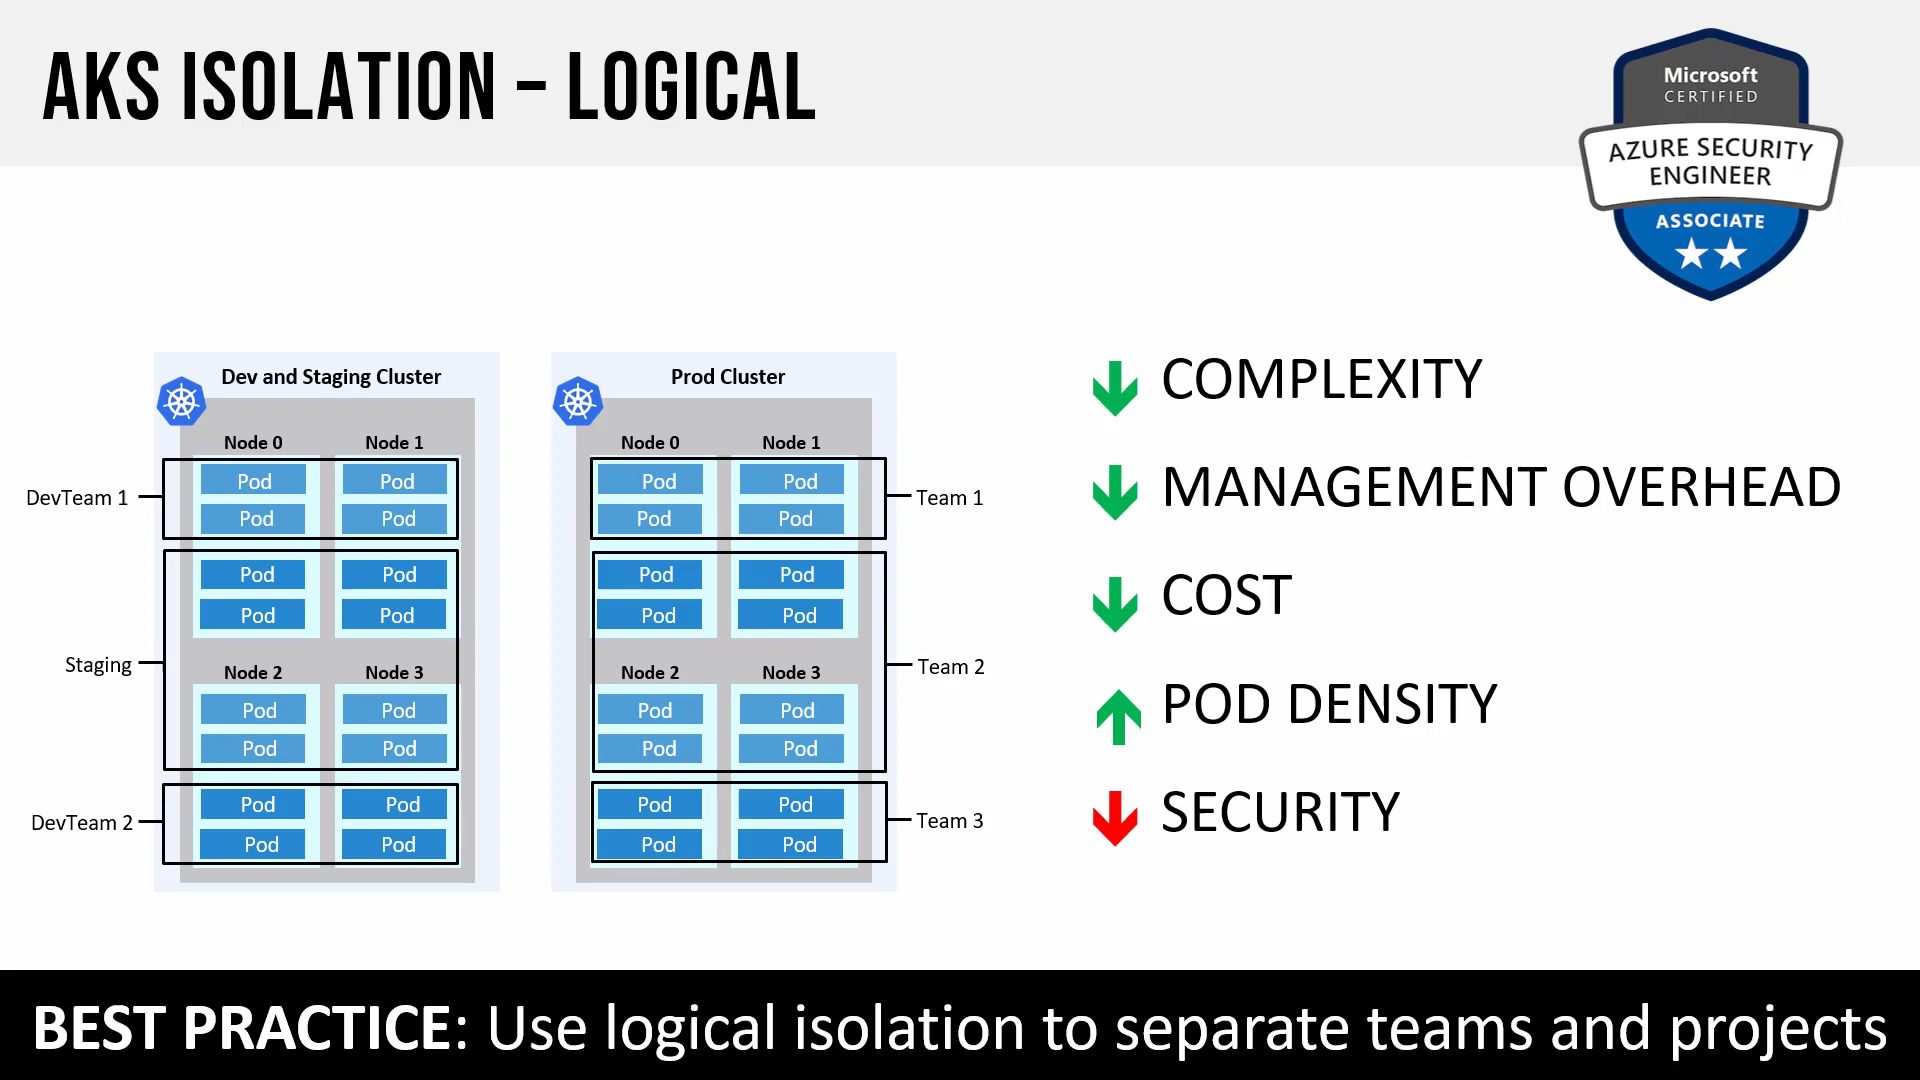 AKS ISOLATION – LOGICAL
Microsoft
CERTIFIED
AZURE SECURITY
ENGINEER
ASSOCIATE
Dev and Staging Cluster
Node 0 Node 1
DevTeam 1
Pod Pod
Pod Pod
Pod Pod
Pod Pod
Staging
Node 2 Node 3
Pod Pod
Pod Pod
DevTeam 2
Pod Pod
Pod Pod
Prod Cluster
Node 0 Node 1
Pod Pod
Team 1
Pod Pod
Pod Pod
Pod Pod
Node 2 Node 3
Team 2
Pod Pod
Pod Pod
Pod Pod
Team 3
Pod Pod
COMPLEXITY
MANAGEMENT OVERHEAD
COST
POD DENSITY
SECURITY
BEST PRACTICE: Use logical isolation to separate teams and projects